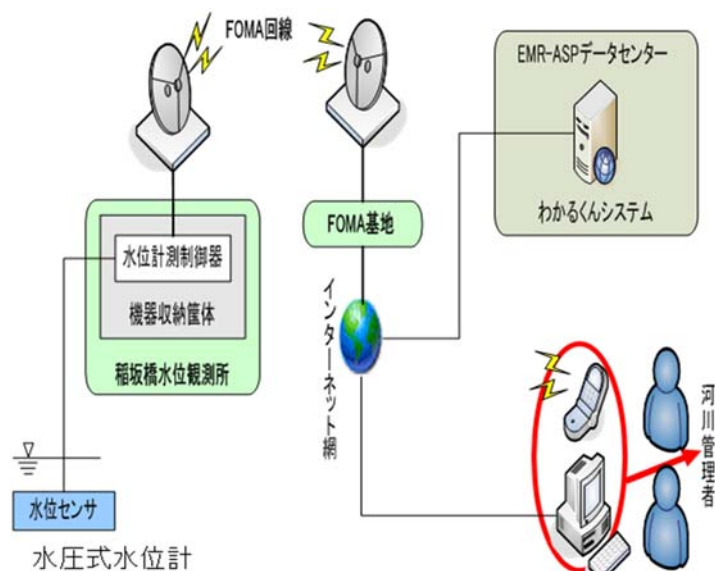 FOMA回線
EMR-ASPデータセンター
わかるくんシステム
FOMA基地
水位計測制御器
機器収納筐体
稲坂橋水位観測所
インターネット網
河川管理者
水位センサ
水圧式水位計